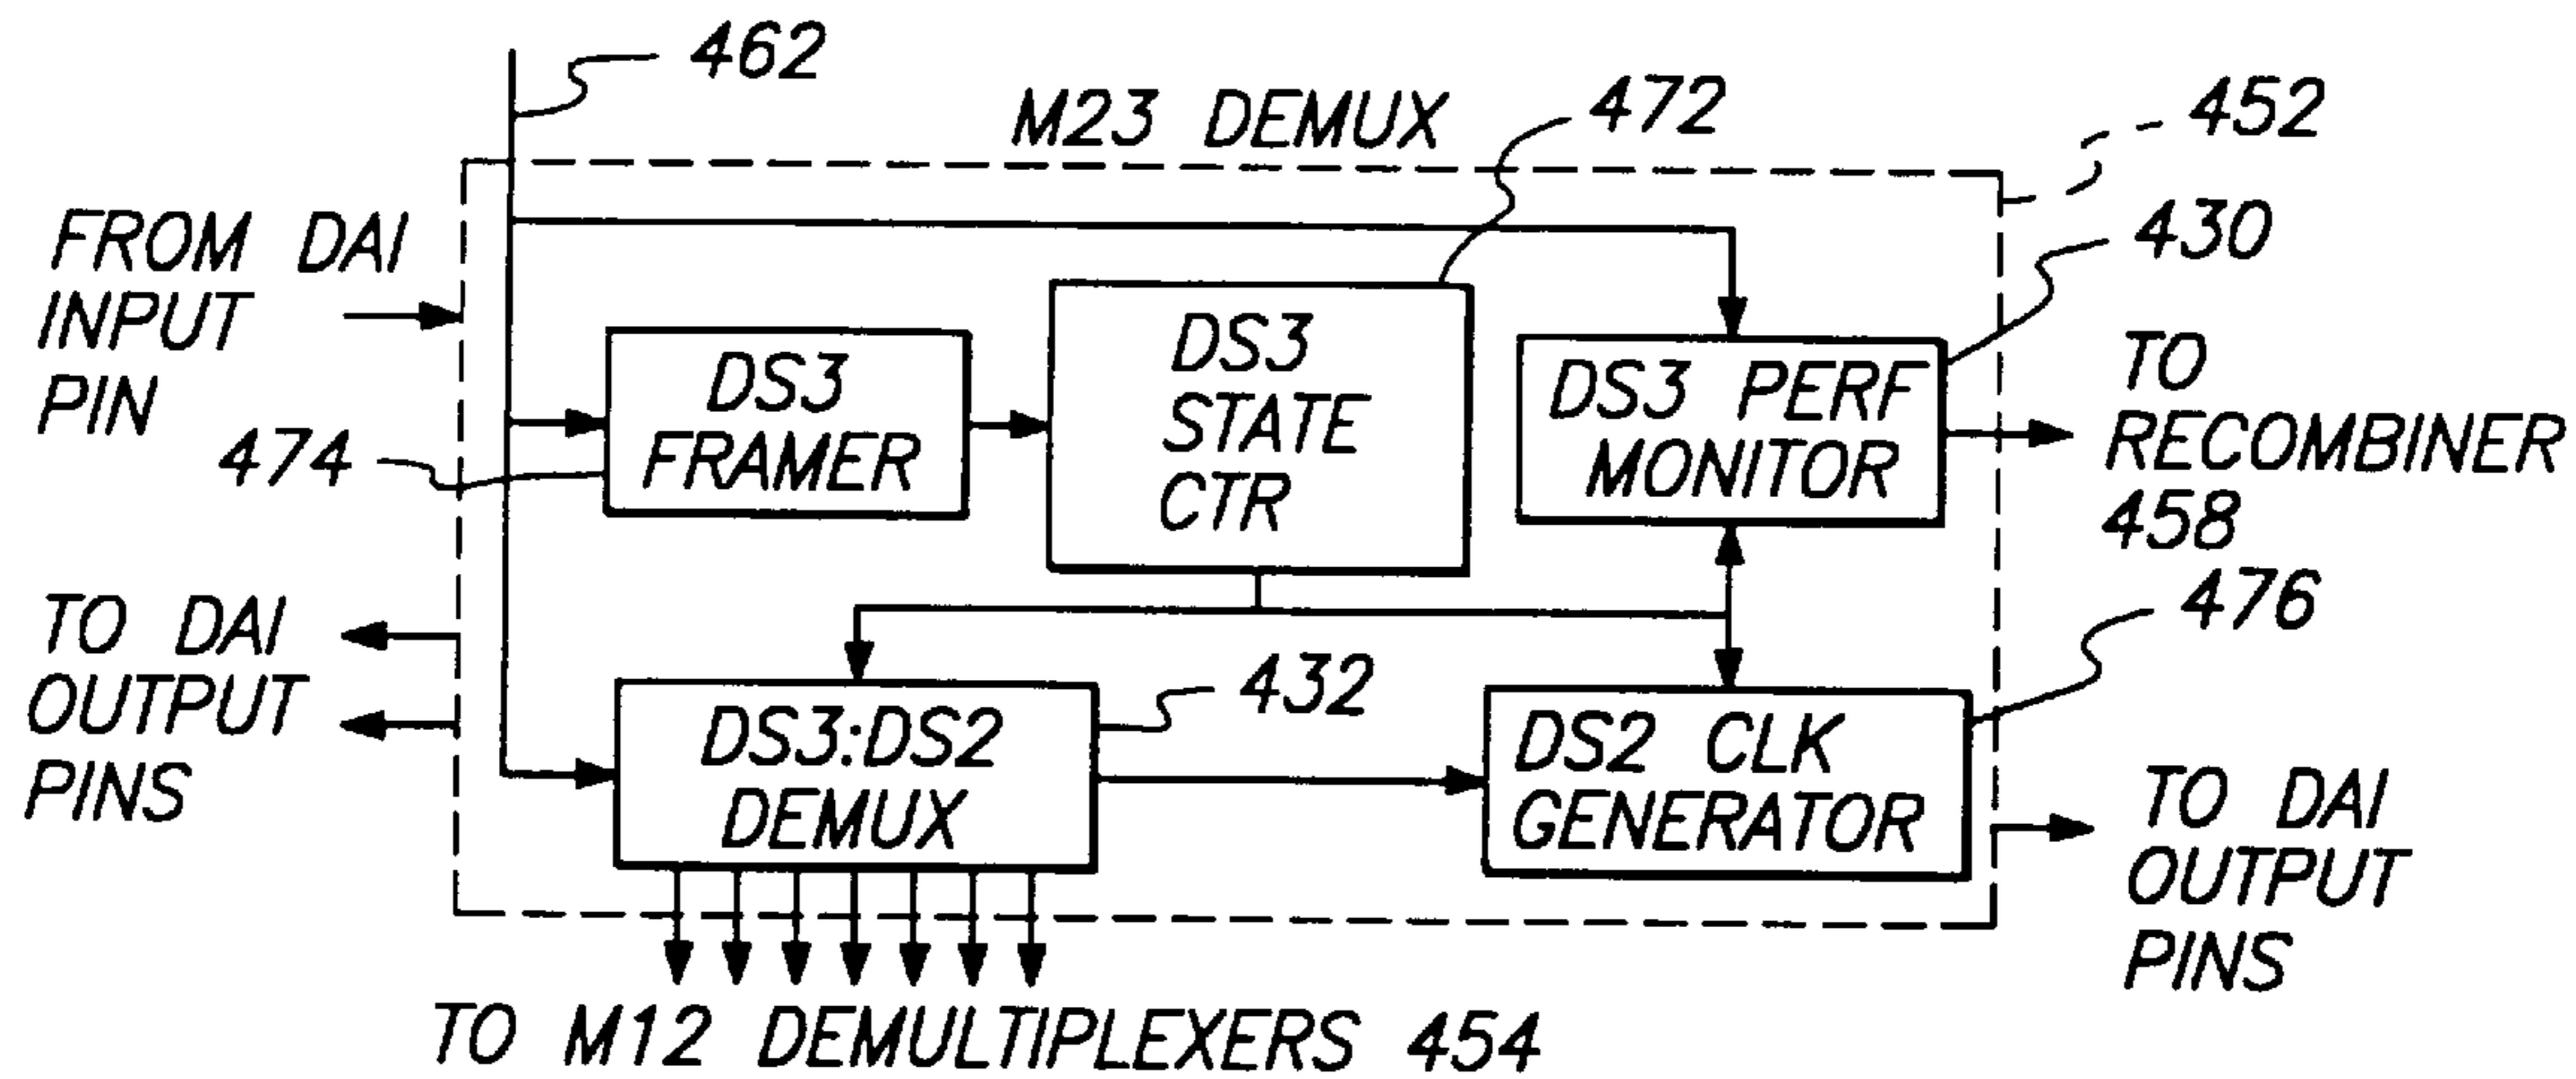 462
M23 DEMUX
472
452
430
FROM DAI
INPUT
PIN
DS3
FRAMER
474
DS3
STATE
CTR
DS3 PERF
MONITOR
TO
RECOMBINER
458
476
TO DAI
OUTPUT
PINS
432
DS3:DS2
DEMUX
DS2 CLK
GENERATOR
TO DAI
OUTPUT
PINS
TO M12 DEMULTIPLEXERS 454